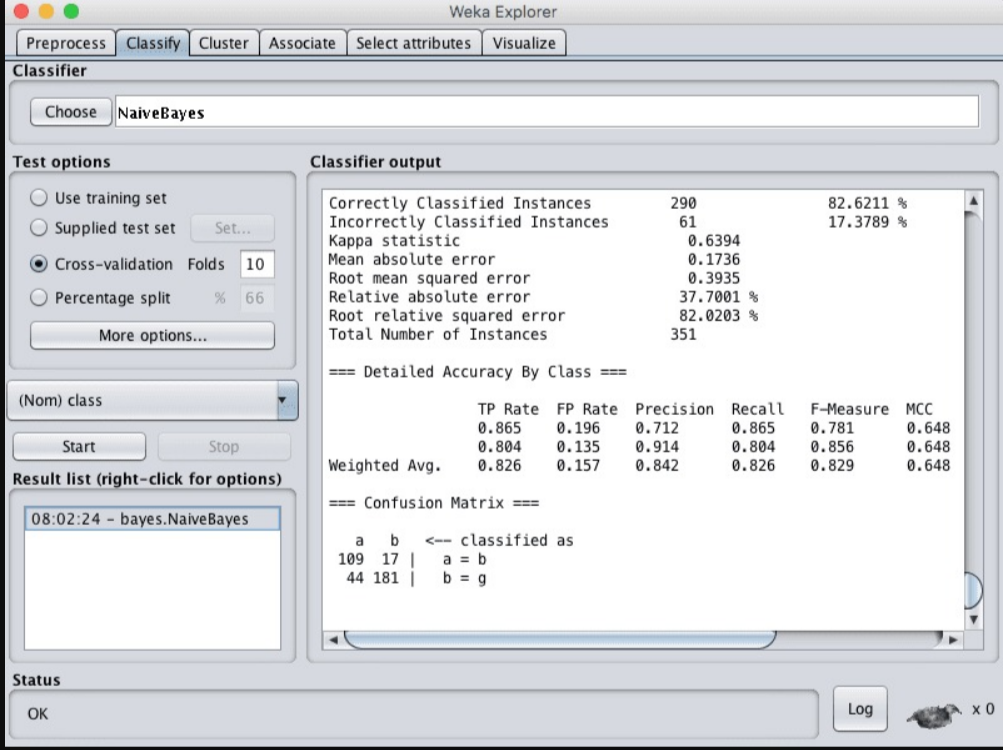 Weka Explorer
Preprocess Classify Cluster Associate Select attributes Visualize
Classifier
Choose NaiveBayes
Test options
Use training set
Supplied test set Set...
Cross-validation Folds 10
Percentage split % 66
More options...
(Nom) class
Start Stop
Result list (right-click for options)
08:02:24 - bayes.NaiveBayes
Classifier output
Correctly Classified Instances 290 82.6211 %
Incorrectly Classified Instances 61 17.3789 %
Kappa statistic 0.6394
Mean absolute error 0.1736
Root mean squared error 0.3935
Relative absolute error 37.7001 %
Root relative squared error 82.0203 %
Total Number of Instances 351
=== Detailed Accuracy By Class ===
TP Rate FP Rate Precision Recall F-Measure MCC
0.865 0.196 0.712 0.865 0.781 0.648
0.804 0.135 0.914 0.804 0.856 0.648
Weighted Avg. 0.826 0.157 0.842 0.826 0.829 0.648
=== Confusion Matrix ===
a b <-- classified as
109 17 | a = b
44 181 | b = g
Status
OK
Log
x 0